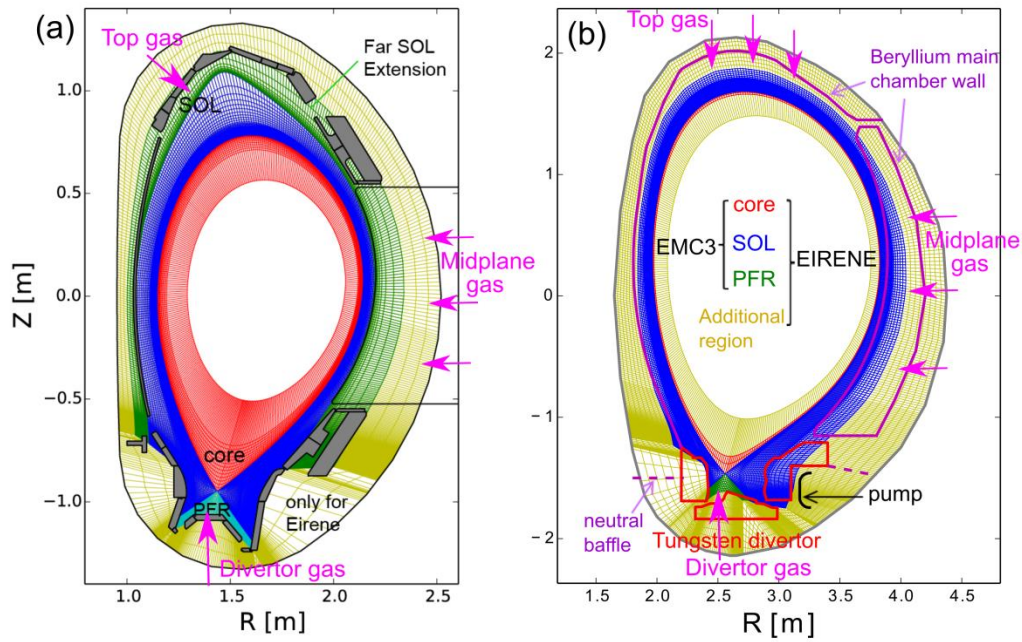 (a)
Top gas
Far SOL
Extension
SOL
Midplane
gas
core
PFR
only for
Eirene
Divertor gas
Z [m]
1.0
0.5
0.0
−0.5
−1.0
1.0
1.5
2.0
2.5
R [m]
(b)
Top gas
Beryllium main
chamber wall
core
EMC3
SOL
EIRENE
PFR
Additional
region
Midplane
gas
pump
neutral
baffle
Tungsten divertor
Divertor gas
2
1
0
−1
−2
1.5
2.0
2.5
3.0
3.5
4.0
4.5
R [m]